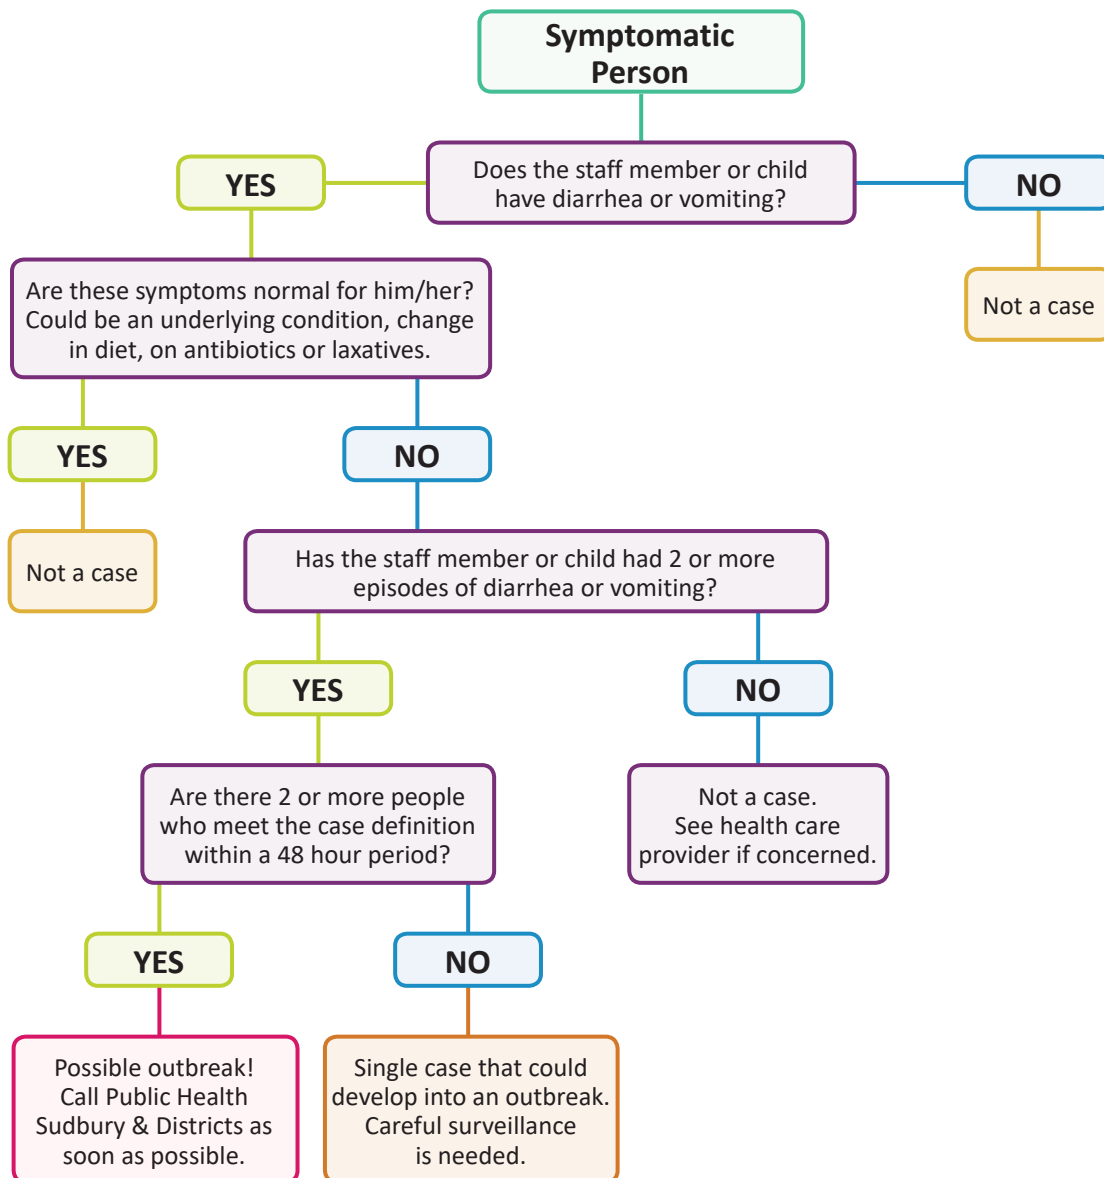 Symptomatic
Person
Does the staff member or child
have diarrhea or vomiting?
YES
NO
Are these symptoms normal for him/her?
Could be an underlying condition, change
in diet, on antibiotics or laxatives.
Not a case
YES
NO
Not a case
Has the staff member or child had 2 or more
episodes of diarrhea or vomiting?
YES
NO
Are there 2 or more people
who meet the case definition
within a 48 hour period?
Not a case.
See health care
provider if concerned.
YES
NO
Possible outbreak!
Call Public Health
Sudbury & Districts as
soon as possible.
Single case that could
develop into an outbreak.
Careful surveillance
is needed.